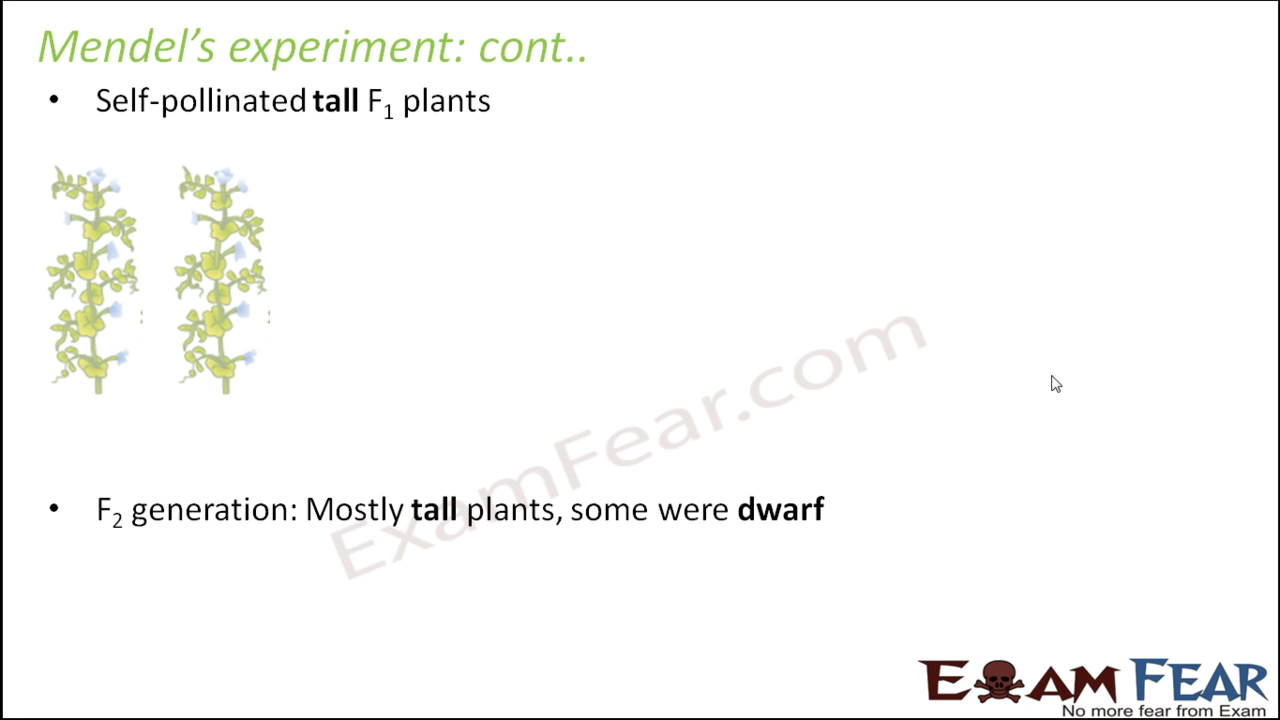 Mendel’s experiment: cont..
• Self-pollinated tall F₁ plants
ExamFear.com
• F₂ generation: Mostly tall plants, some were dwarf
EXAM FEAR
No more fear from Exam